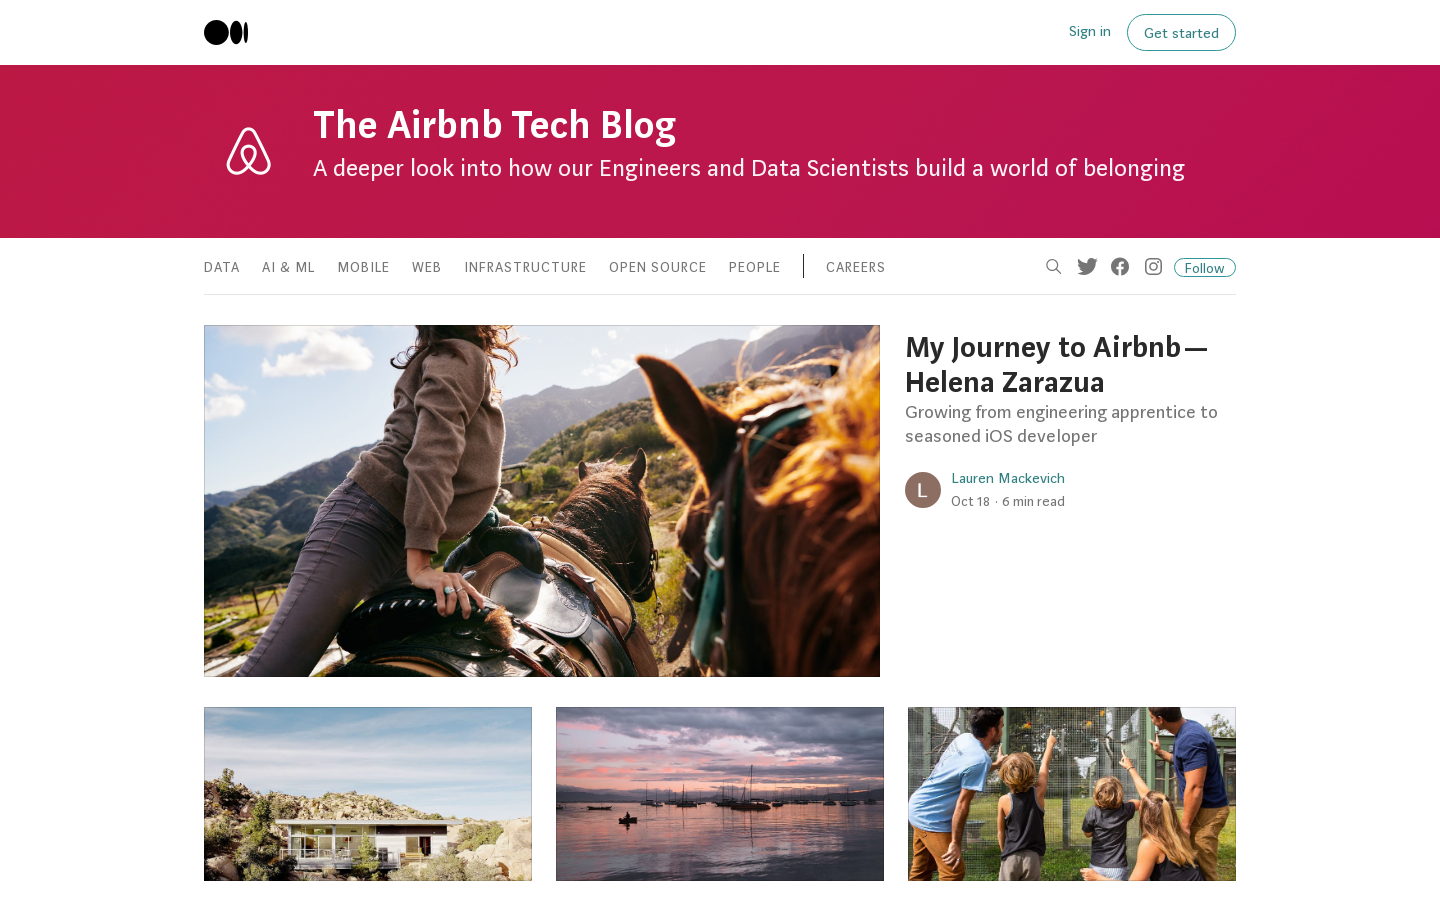 Sign in
Get started
The Airbnb Tech Blog
A deeper look into how our Engineers and Data Scientists build a world of belonging
DATA AI & ML MOBILE WEB INFRASTRUCTURE OPEN SOURCE PEOPLE CAREERS
Follow
My Journey to Airbnb —
Helena Zarazua
Growing from engineering apprentice to
seasoned iOS developer
L
Lauren Mackevich
Oct 18 · 6 min read